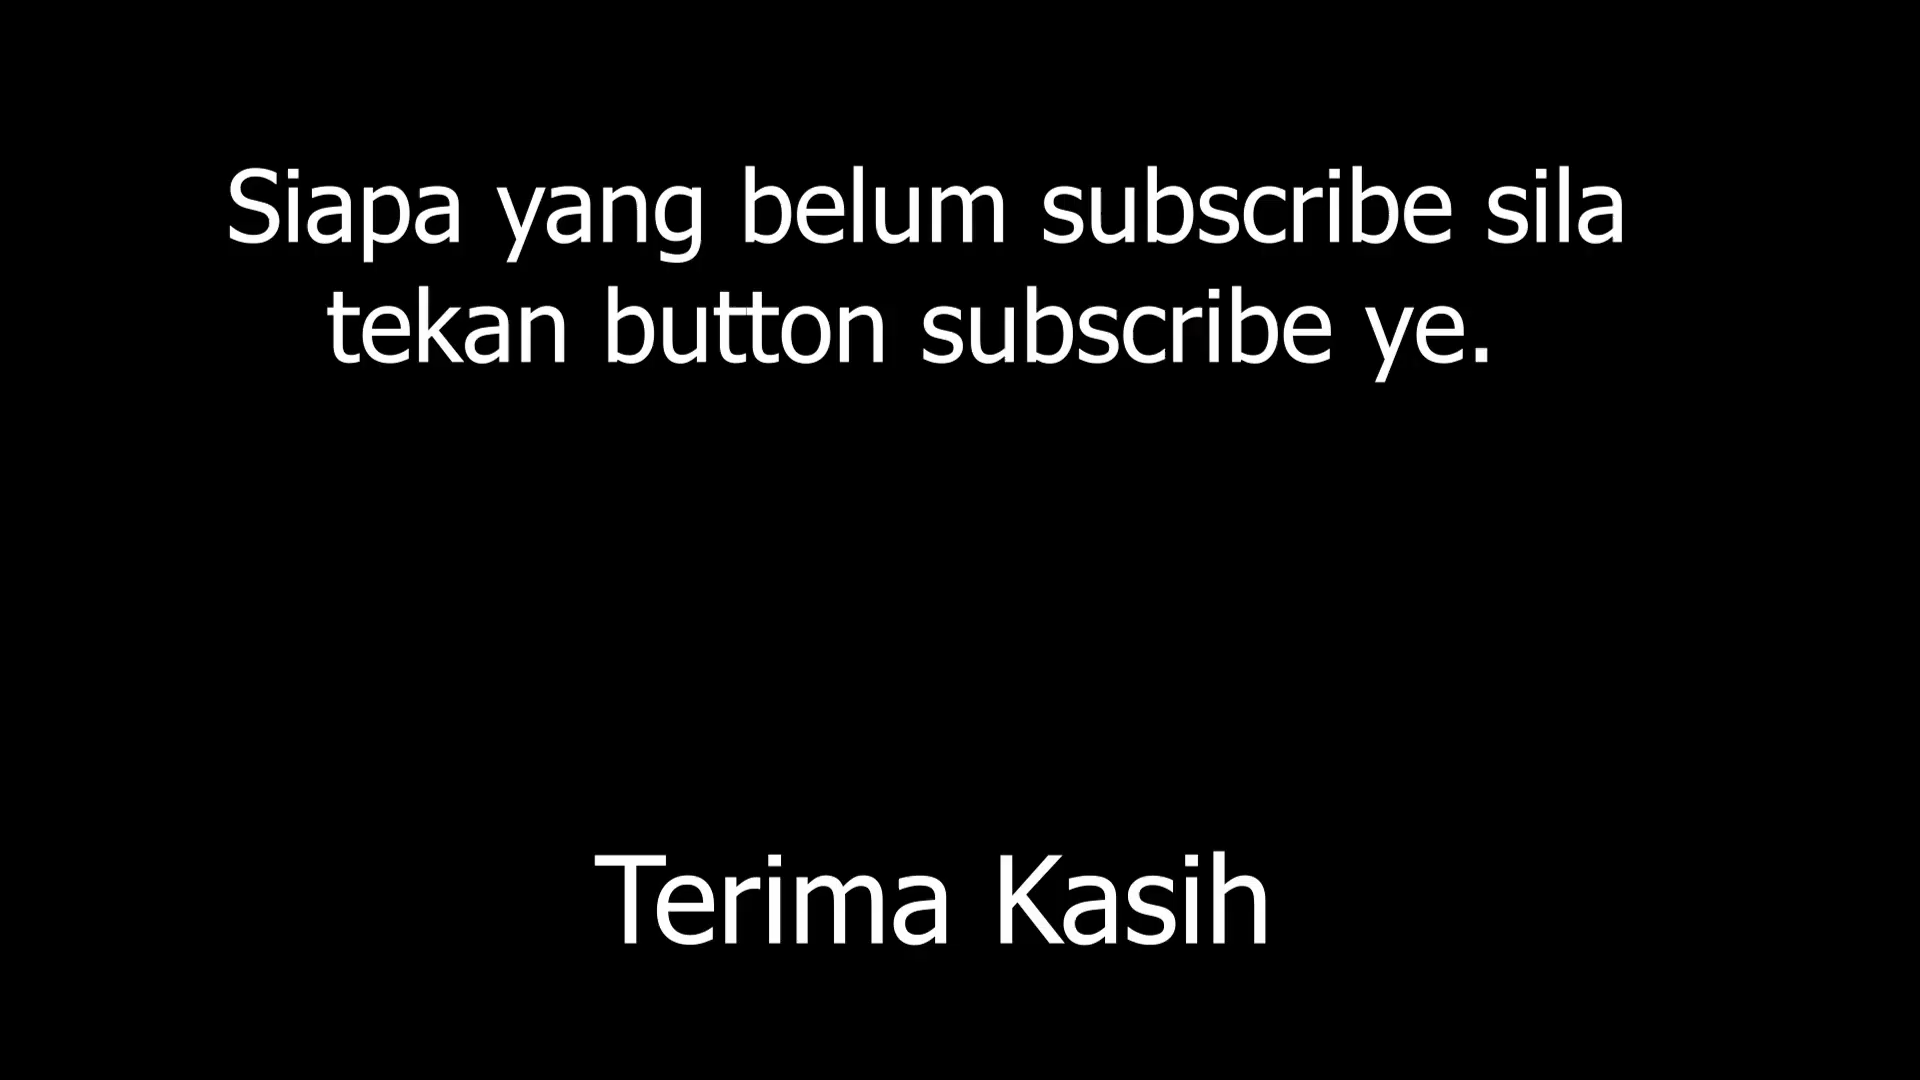 Siapa yang belum subscribe sila
tekan button subscribe ye.
Terima Kasih